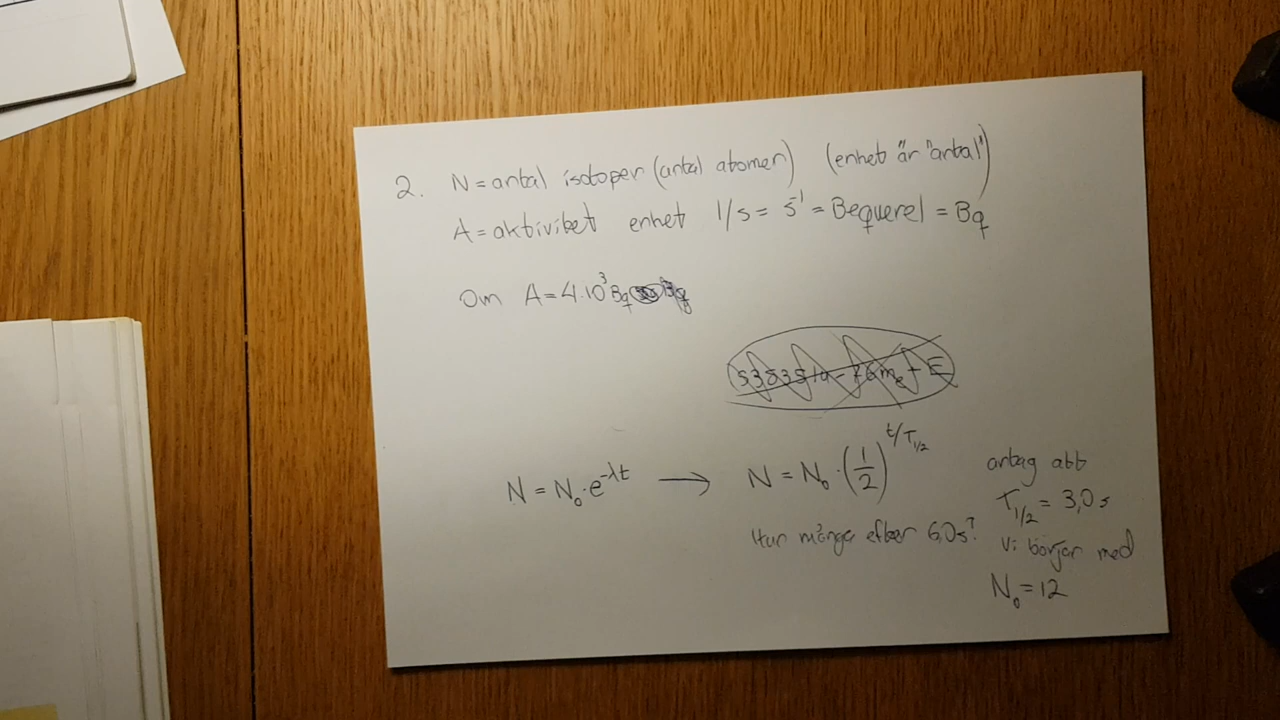 2. N = antal isotoper (antal atomer) (enhet är "antal")
A = aktivitet enhet 1/s = s⁻¹ = Bequerel = Bq
Om A = 4·10³ Bq
N = N₀·e^(-λt) → N = N₀·(1/2)^(t/T₁/₂)
antag att
T₁/₂ = 3,0 s
Hur många efter 6,0s?
Vi börjar med
N₀ = 12